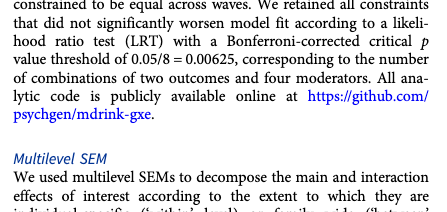 constrained to be equal across waves. We retained all constraints
that did not significantly worsen model fit according to a likeli-
hood ratio test (LRT) with a Bonferroni-corrected critical p
value threshold of 0.05/8 = 0.00625, corresponding to the number
of combinations of two outcomes and four moderators. All ana-
lytic code is publicly available online at https://github.com/
psychgen/mdrink-gxe.
Multilevel SEM
We used multilevel SEMs to decompose the main and interaction
effects of interest according to the extent to which they are